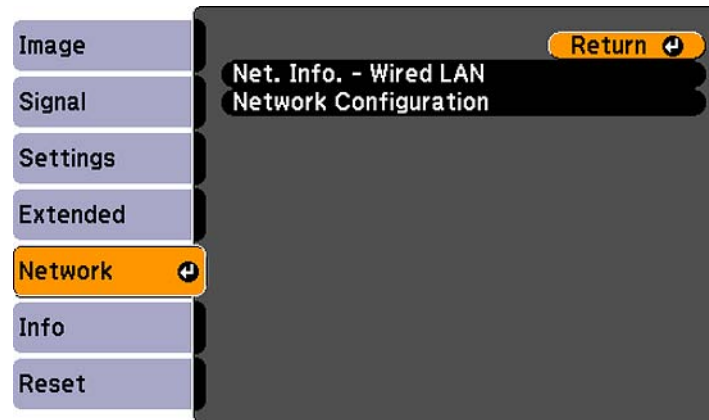 Image
Signal
Settings
Extended
Network
Info
Reset
Return
Net. Info. - Wired LAN
Network Configuration